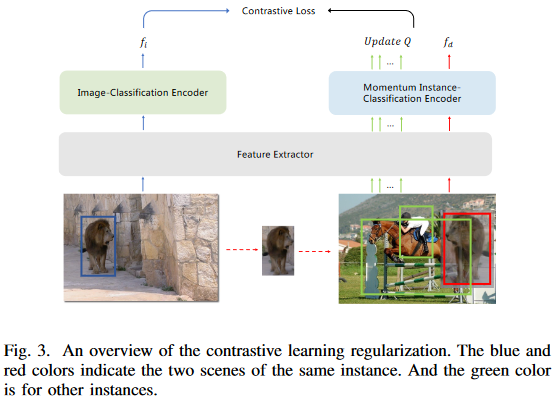 Contrastive Loss
f_i
Update Q
f_d
...
Image-Classification Encoder
Momentum Instance-
Classification Encoder
...
Feature Extractor
...
Fig. 3. An overview of the contrastive learning regularization. The blue and
red colors indicate the two scenes of the same instance. And the green color
is for other instances.